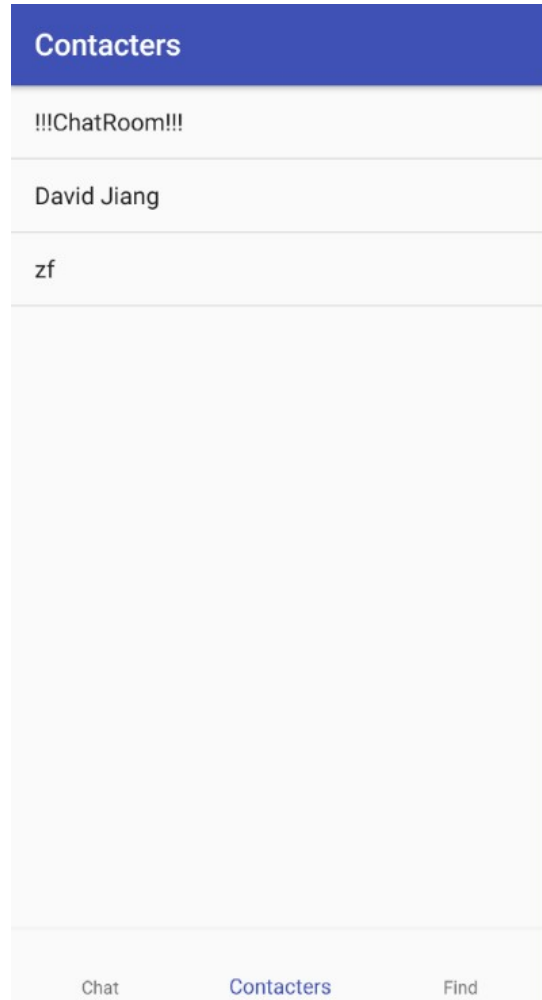 Contacters
!!!ChatRoom!!!
David Jiang
zf
Chat Contacters Find